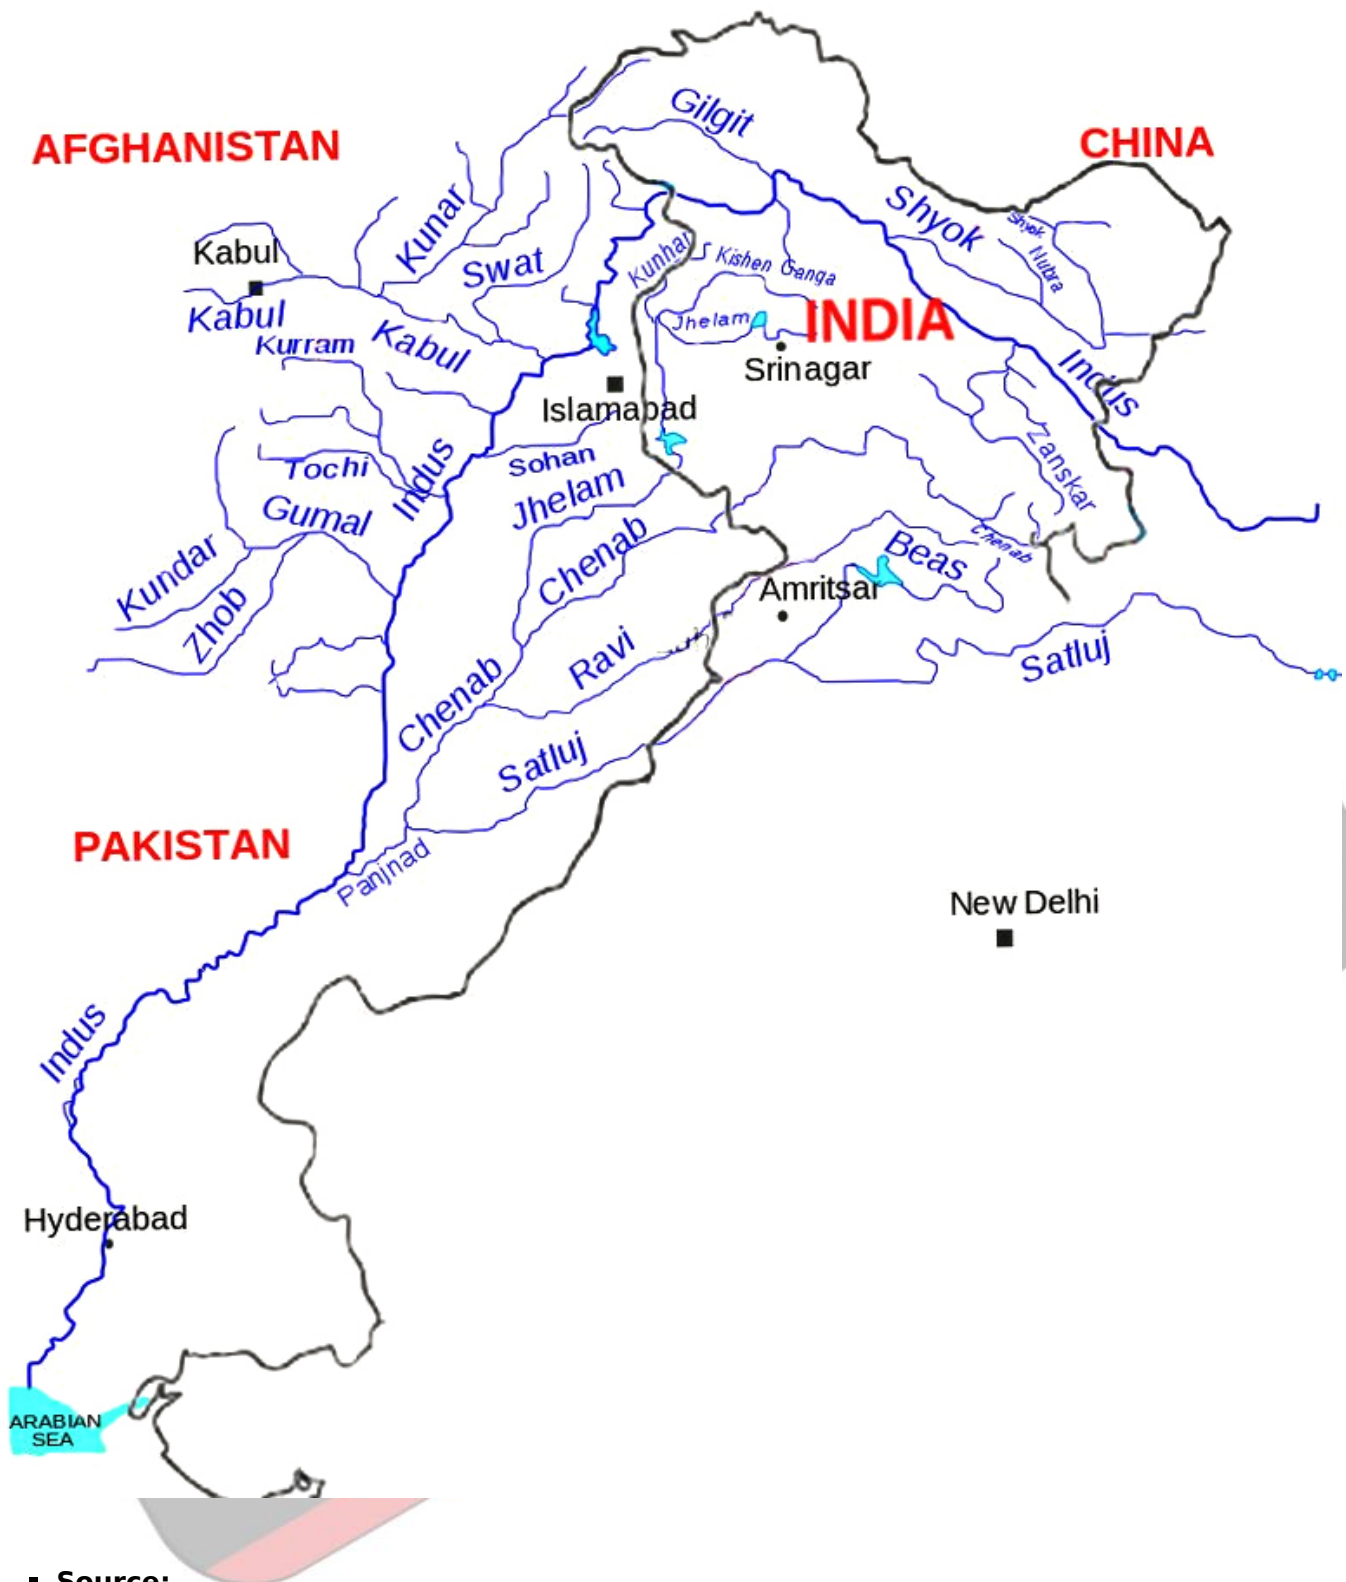 Gilgit
AFGHANISTAN
CHINA
Shyok
Shyok
Nubra
Kunar
Kabul
Swat
Kunhar
Kishen Ganga
Kabul
Jhelam
INDIA
Kurram
Kabul
Srinagar
Indus
Islamabad
Indus
Sohan
Tochi
Zanskar
Jhelam
Gumal
Chenab
Chenab
Beas
Kundar
Amritsar
Zhob
Ravi
Satluj
Chenab
Satluj
PAKISTAN
Panjnad
New Delhi
Indus
Hyderabad
ARABIAN
SEA
Source: